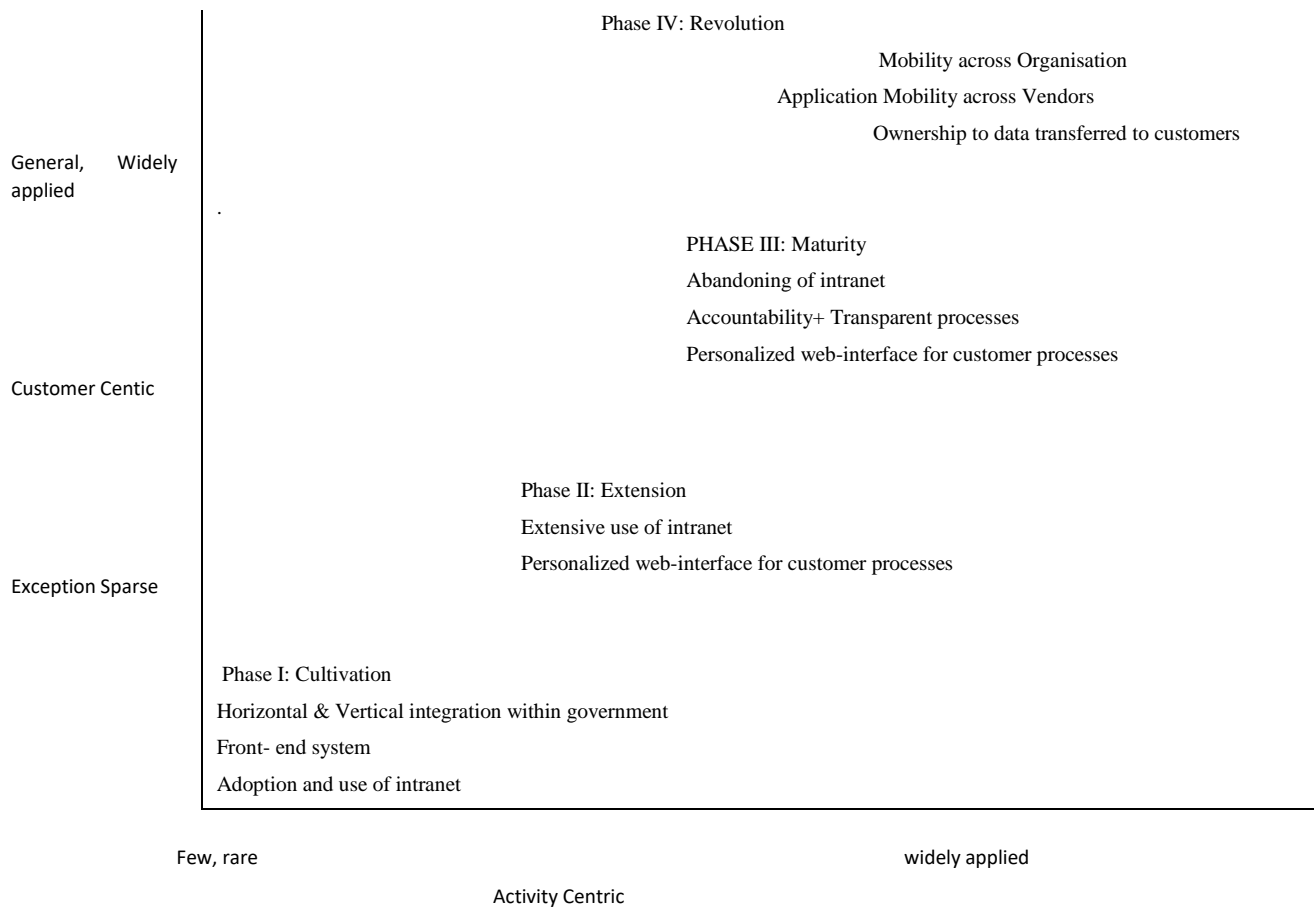 Phase IV: Revolution
Mobility across Organisation
Application Mobility across Vendors
Ownership to data transferred to customers
General, Widely
applied
.
PHASE III: Maturity
Abandoning of intranet
Accountability+ Transparent processes
Personalized web-interface for customer processes
Customer Centic
Phase II: Extension
Extensive use of intranet
Personalized web-interface for customer processes
Exception Sparse
Phase I: Cultivation
Horizontal & Vertical integration within government
Front- end system
Adoption and use of intranet
Few, rare
widely applied
Activity Centric